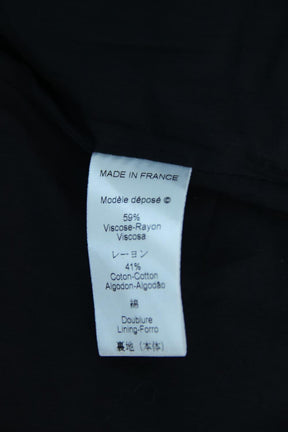 MADE IN FRANCE
Modèle déposé ©
59%
Viscose-Rayon
Viscosa
レーヨン
41%
Coton-Cotton
Algodon-Algodão
綿
Doublure
Lining-Forro
裏地(本体)